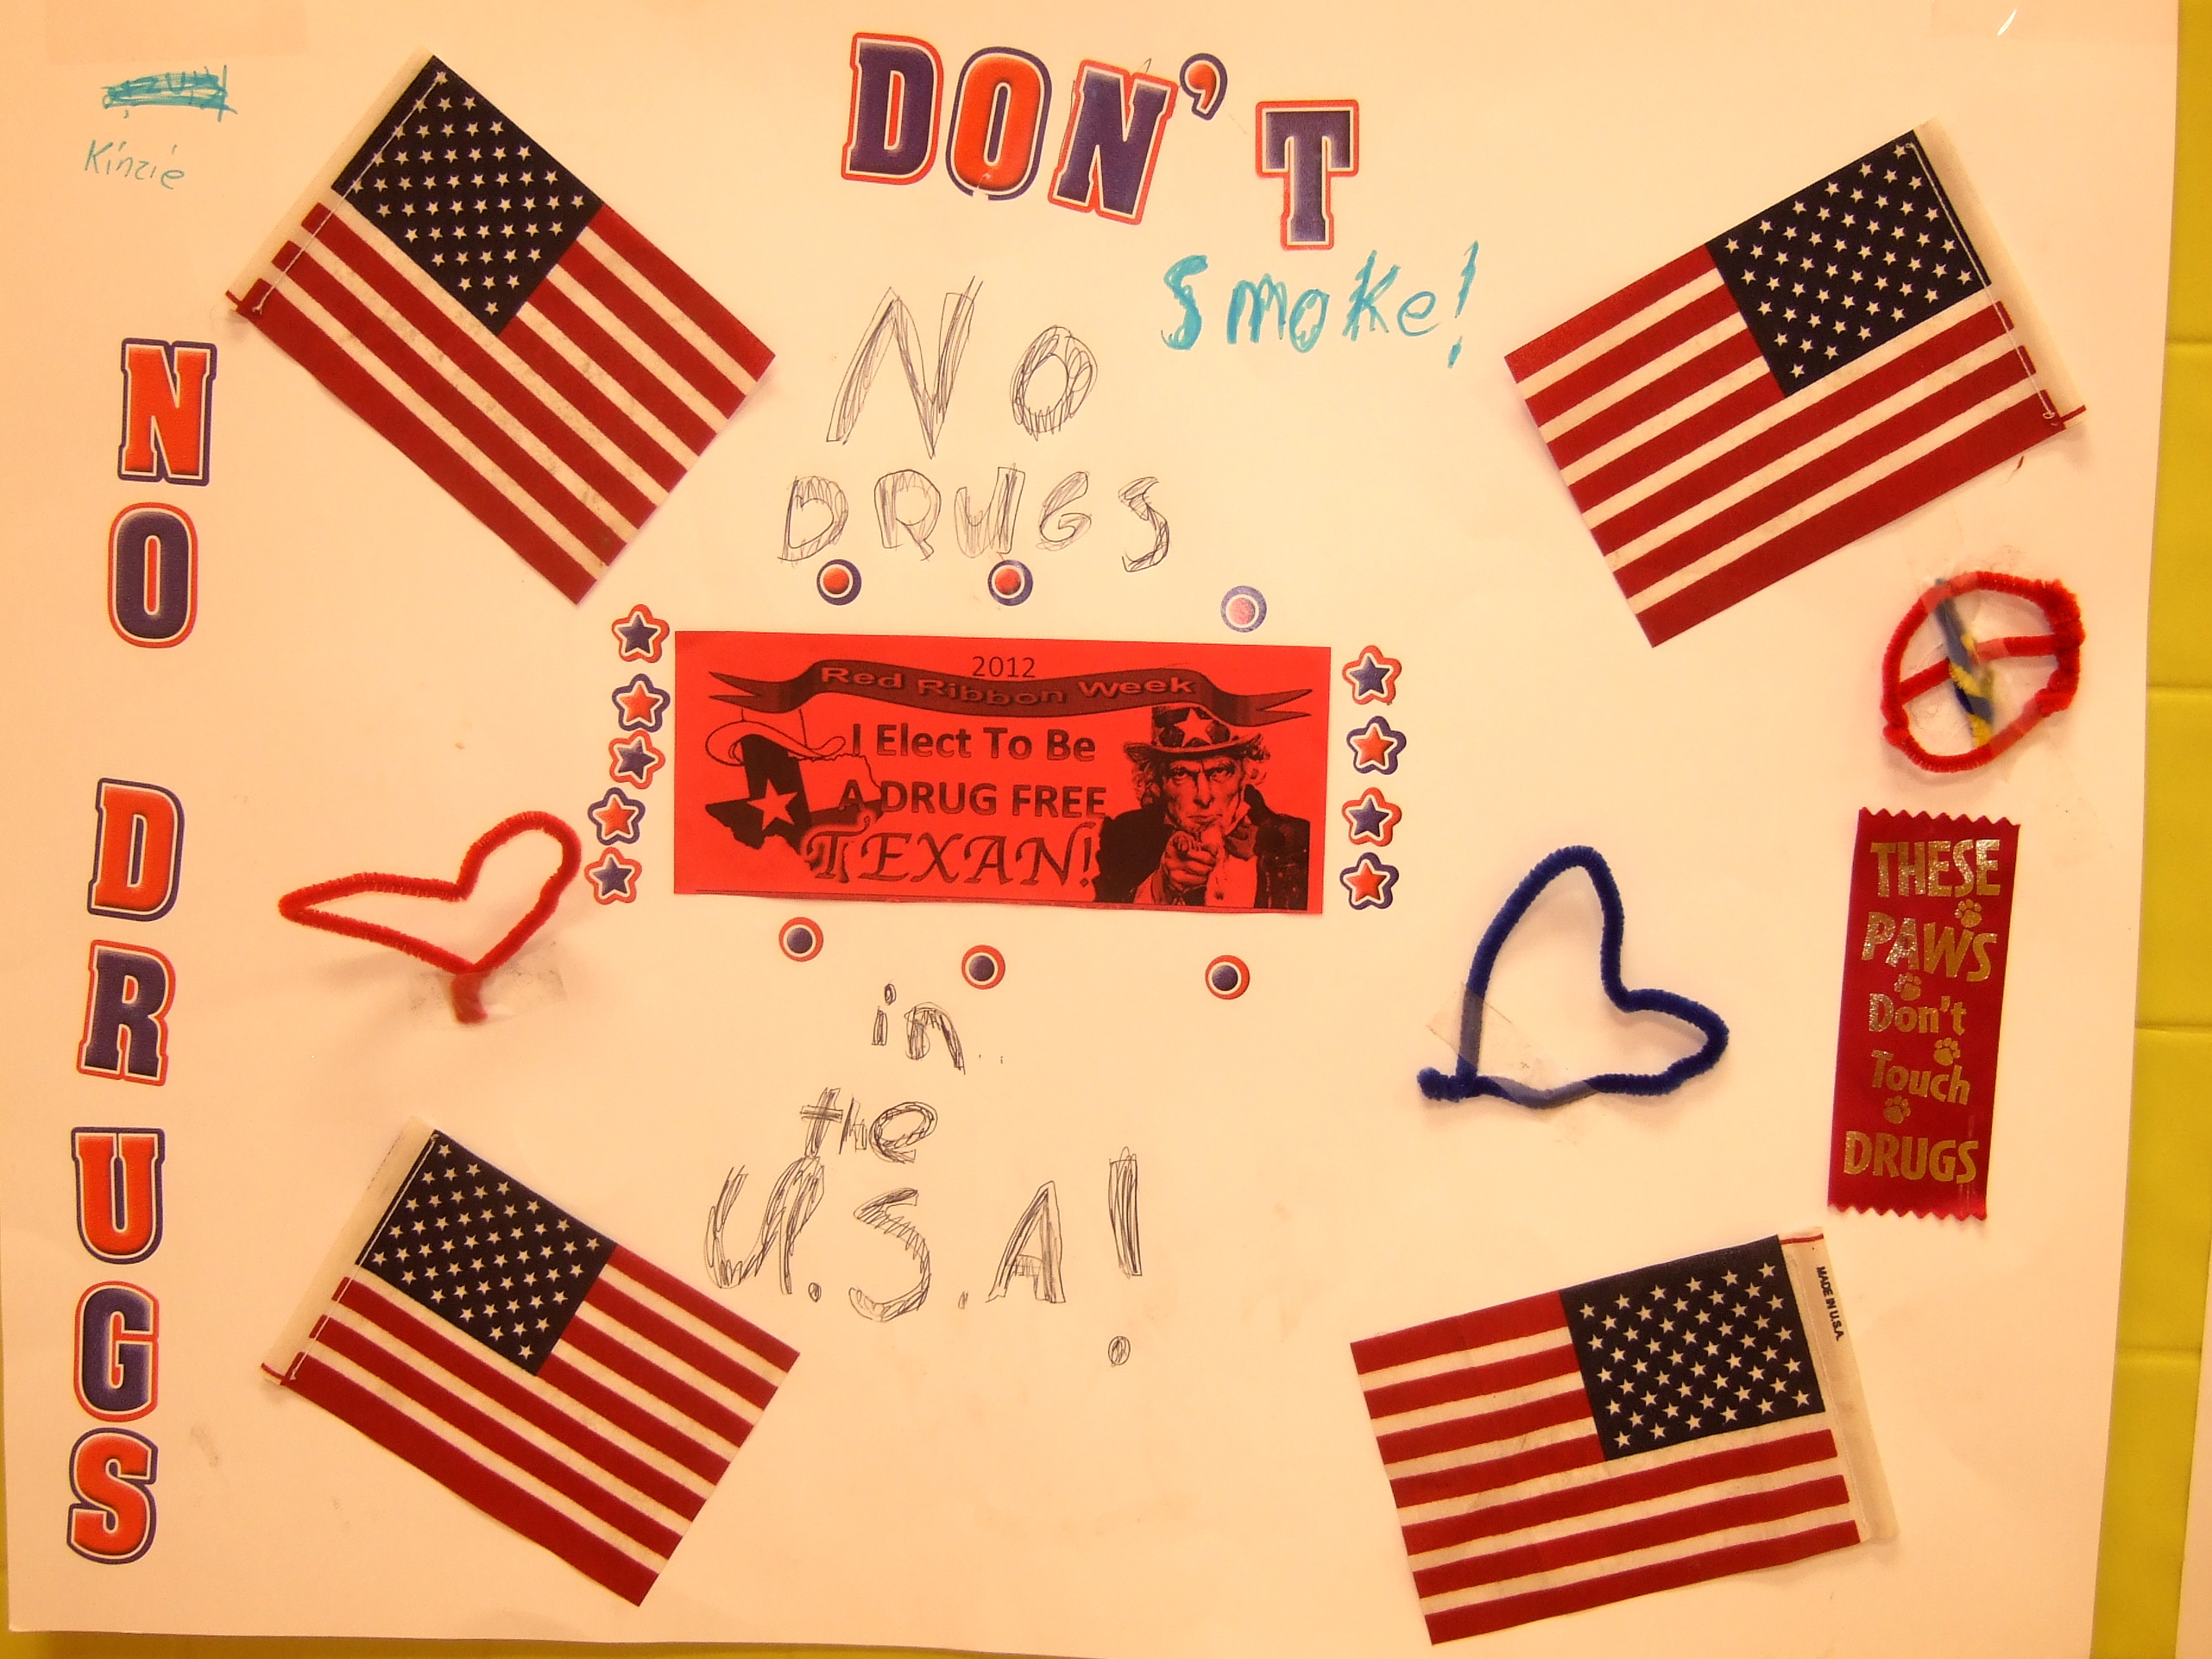 Kinzie
DON'T
Smoke!
NO
DRUGS
NO
DRUGS
2012
Red Ribbon Week
I Elect To Be
A DRUG FREE
TEXAN!
in
the
U.S.A!
THESE
PAWS
Don't
Touch
DRUGS
MADE IN U.S.A.